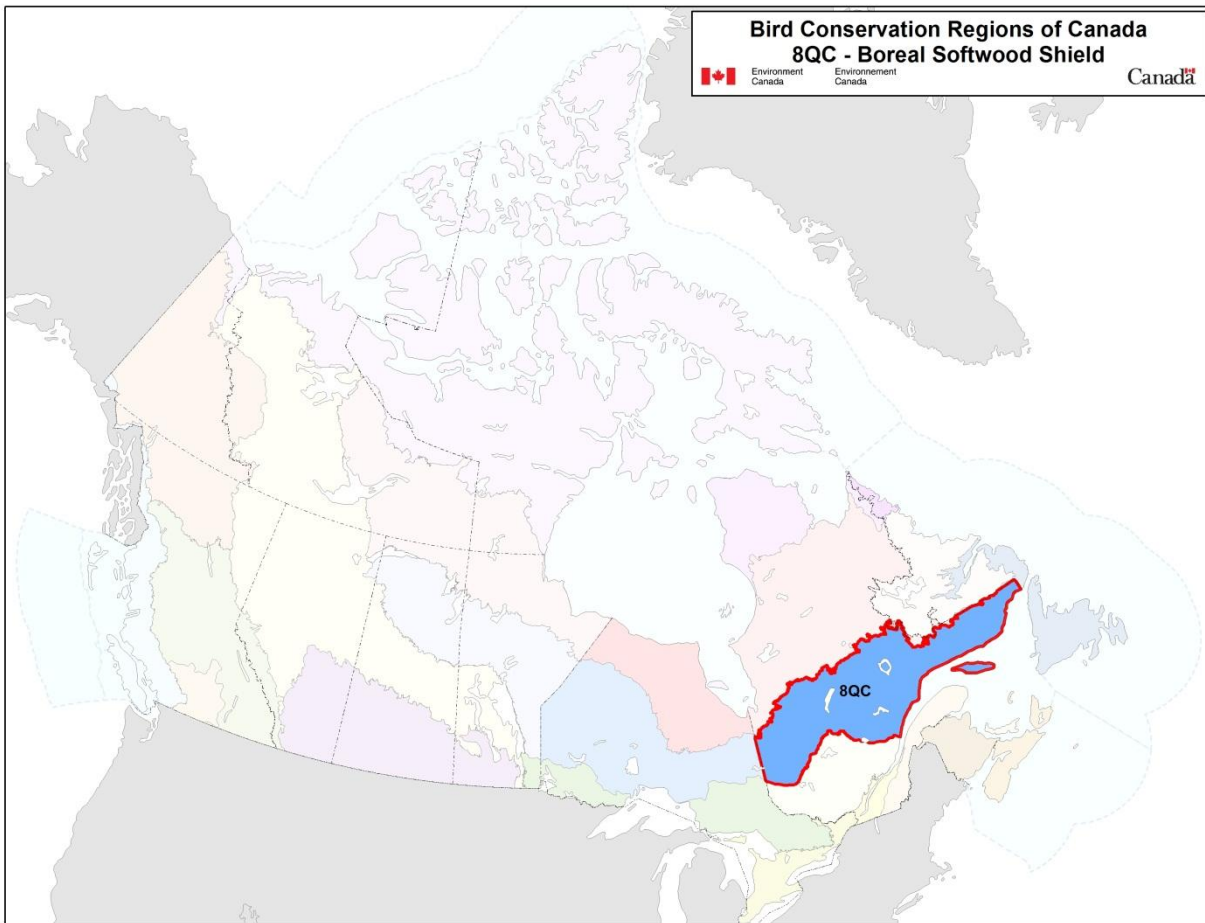 Bird Conservation Regions of Canada
8QC - Boreal Softwood Shield
Environment Canada
Environnement Canada
Canada
8QC